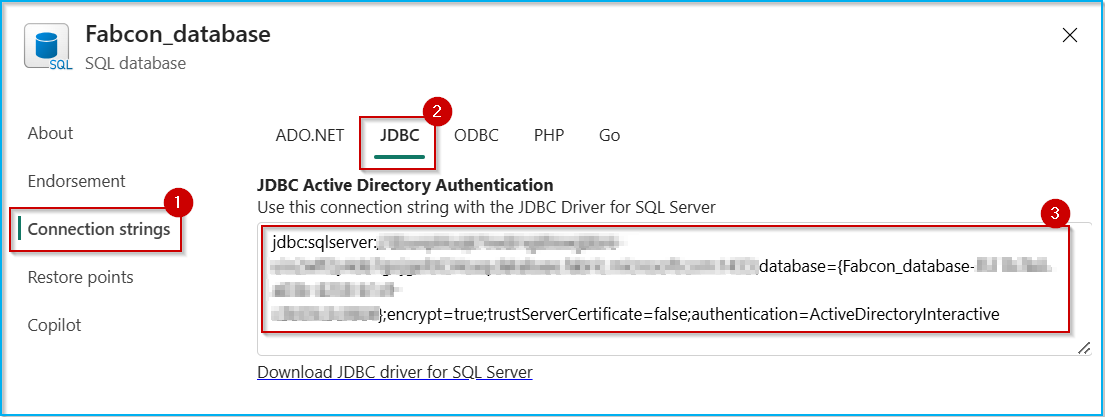 Fabcon_database
SQL
SQL database
2
About
ADO.NET JDBC ODBC PHP Go
Endorsement
JDBC Active Directory Authentication
1
Use this connection string with the JDBC Driver for SQL Server
3
Connection strings
jdbc:sqlserver:
database={Fabcon_database-
Restore points
};encrypt=true;trustServerCertificate=false;authentication=ActiveDirectoryInteractive
Copilot
Download JDBC driver for SQL Server